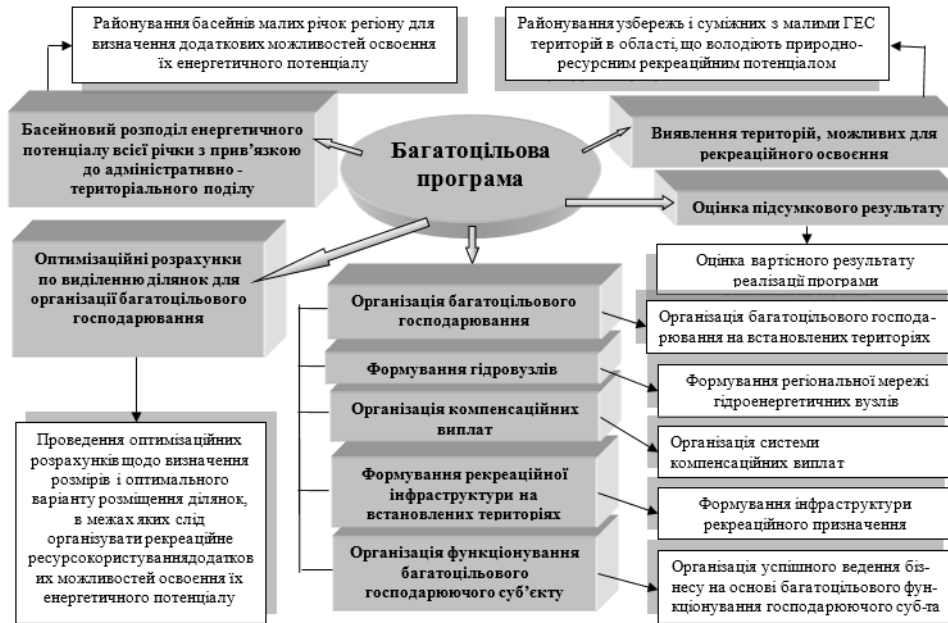 Районування басейнів малих річок регіону для
визначення додаткових можливостей освоєння
їх енергетичного потенціалу
Районування узбережь і суміжних з малими ГЕС
територій в області, що володіють природно-
ресурсним рекреаційним потенціалом
Басейновий розподіл енергетичного
потенціалу всієї річки з прив’язкою
до адміністративно -
територіального поділу
Багатоцільова
програма
Виявлення територій, можливих для
рекреаційного освоєння
Оцінка підсумкового результату
Оптимізаційні розрахунки
по виділенню ділянок для
організації багатоцільового
господарювання
Оцінка вартісного результату
реалізації програми
Організація багатоцільового
господарювання
Організація багатоцільового господа-
рювання на встановлених територіях
Формування гідровузлів
Формування регіональної мережі
гідроенергетичних вузлів
Організація компенсаційних
виплат
Організація системи
компенсаційних виплат
Проведення оптимізаційних
розрахунків щодо визначення
розмірів і оптимального
варіанту розміщення ділянок,
в межах яких слід
організувати рекреаційне
ресурсокористуваннядодатков
их можливостей освоєння їх
енергетичного потенціалу
Формування рекреаційної
інфраструктури на
встановлених територіях
Формування інфраструктури
рекреаційного призначення
Організація функціонування
багатоцільового
господарюючого суб’єкту
Організація успішного ведення біз-
несу на основі багатоцільового фун-
кціонування господарюючого суб-та